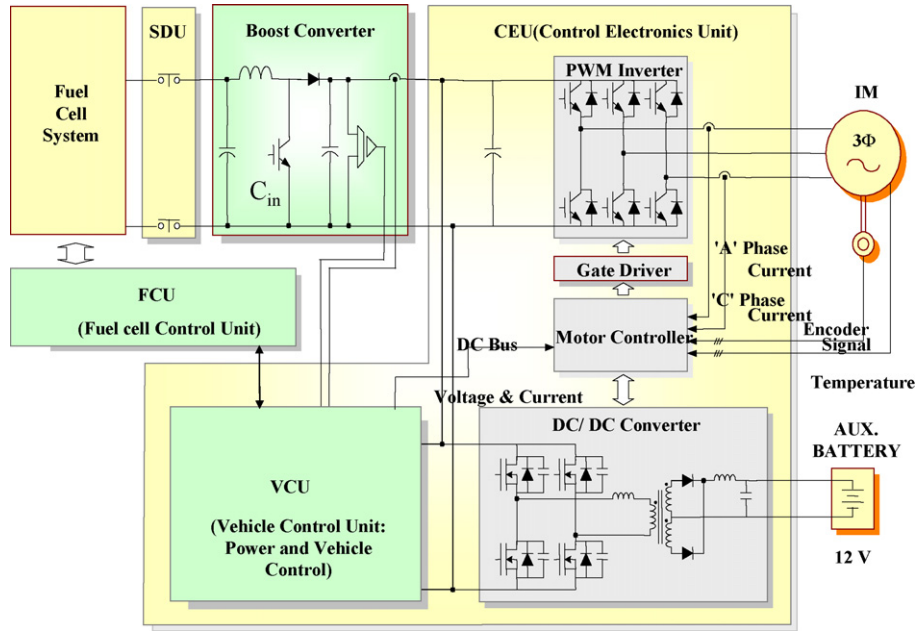 SDU
Boost Converter
CEU(Control Electronics Unit)
PWM Inverter
Fuel
Cell
System
IM
3Φ
Cin
'A' Phase
Current
Gate Driver
'C' Phase
Current
FCU
(Fuel cell Control Unit)
Encoder
Signal
DC Bus
Motor Controller
Temperature
Voltage & Current
DC/ DC Converter
AUX.
BATTERY
VCU
(Vehicle Control Unit:
Power and Vehicle
Control)
12 V